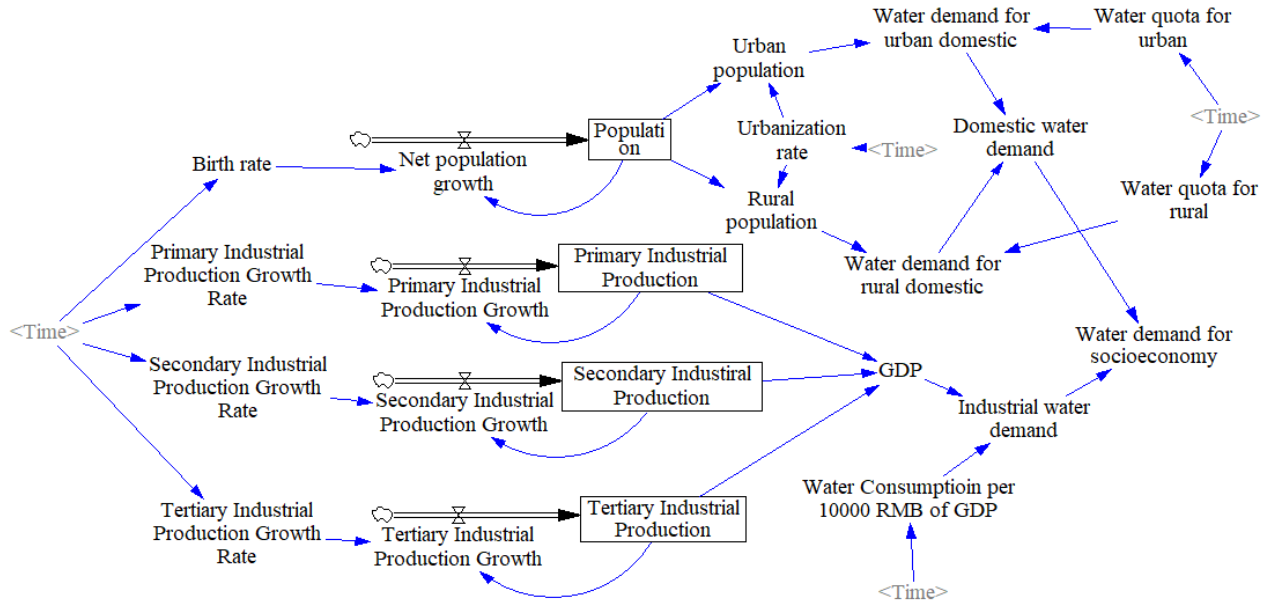 Water demand for
urban domestic
Water quota for
urban
Urban
population
<Time>
Populati
on
Urbanization
rate
<Time>
Domestic water
demand
Birth rate
Net population
growth
Rural
population
Water quota for
rural
Primary Industrial
Production Growth
Rate
Primary Industrial
Production
Primary Industrial
Production Growth
Water demand for
rural domestic
<Time>
Water demand for
socioeconomy
Secondary Industrial
Production Growth
Rate
Secondary Industiral
Production
Secondary Industrial
Production Growth
GDP
Industrial water
demand
Water Consumptioin per
10000 RMB of GDP
Tertiary Industrial
Production Growth
Rate
Tertiary Industrial
Production
Tertiary Industrial
Production Growth
<Time>